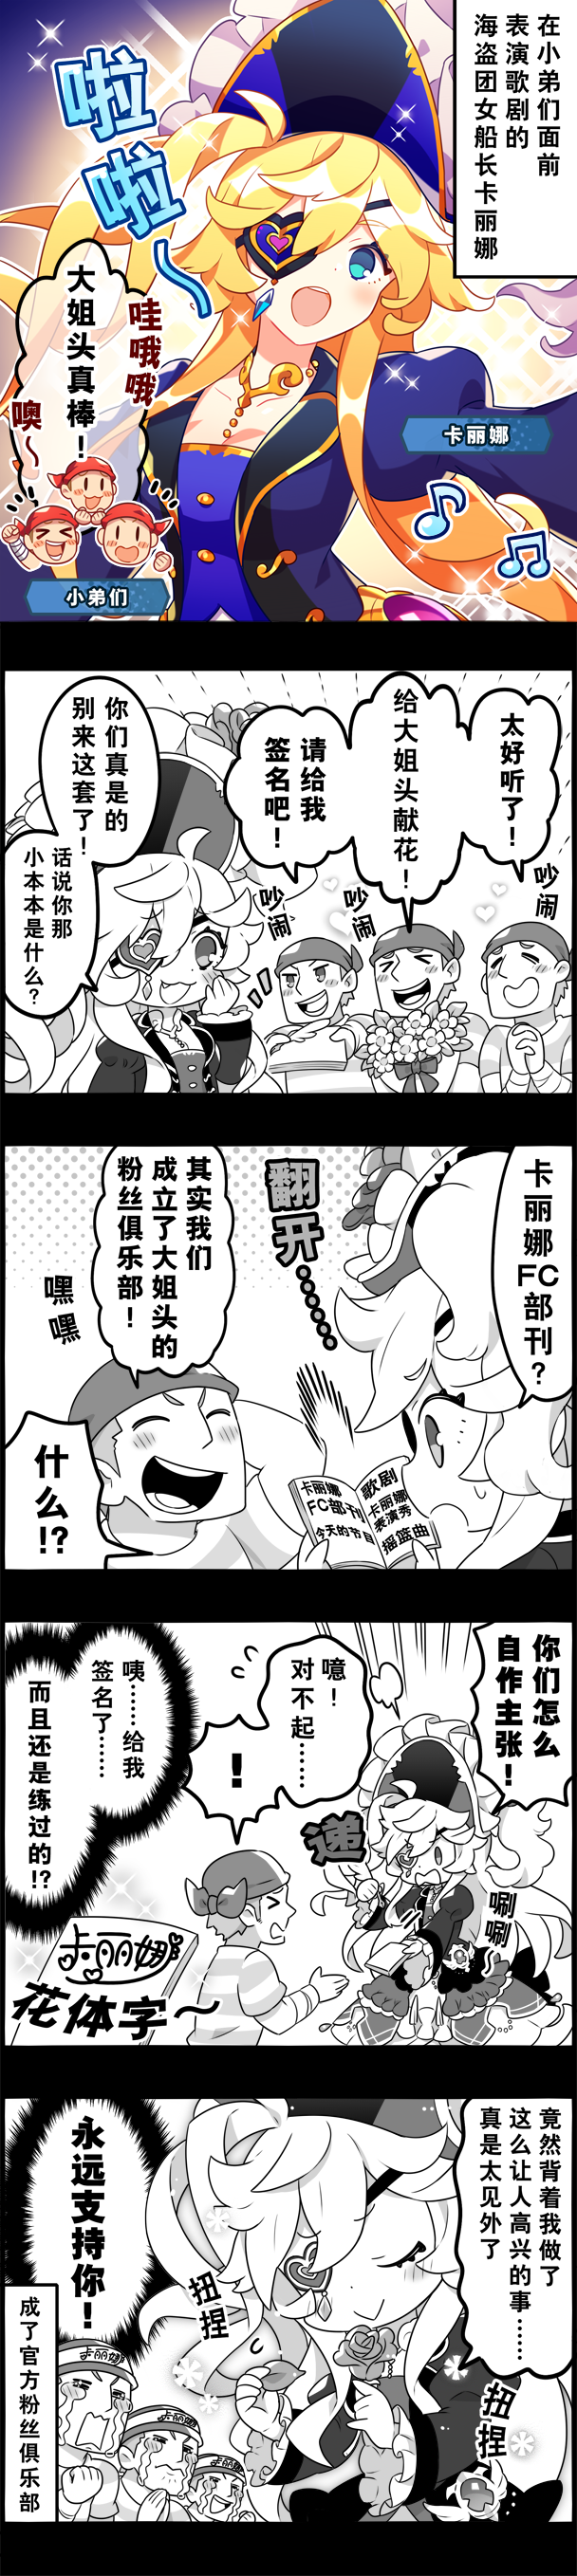 在小弟们面前
表演歌剧的
海盗团女船长卡丽娜
啦
啦～
哇哦哦
大姐头真棒！
噢～
卡丽娜
小弟们
太好听了！
给大姐头献花！
请给我
签名吧！
吵闹
吵闹
吵闹
你们真是的
别来这套了！
话说你那
小本本是什么？
卡丽娜
FC部刊？
翻开……
其实我们
成立了大姐头的
粉丝俱乐部！
嘿嘿
什么!?
卡丽娜
FC部刊
今天的节目
歌剧
卡丽娜
表演秀
摇篮曲
你们怎么
自作主张！
噫！
对不起……
！
递
唰唰～
咦……给我
签名了……
而且还是练过的!?
卡丽娜
花体字～
竟然背着我做了
这么让人高兴的事……
真是太见外了
扭捏
扭捏
永远支持你！
卡丽娜
卡丽娜
卡丽娜
成了官方粉丝俱乐部